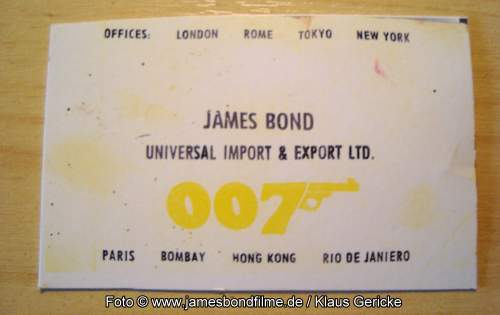 OFFICES: LONDON ROME TOKYO NEW YORK
JAMES BOND
UNIVERSAL IMPORT & EXPORT LTD.
007
PARIS BOMBAY HONG KONG RIO DE JANIERO
Foto © www.jamesbondfilme.de / Klaus Gericke